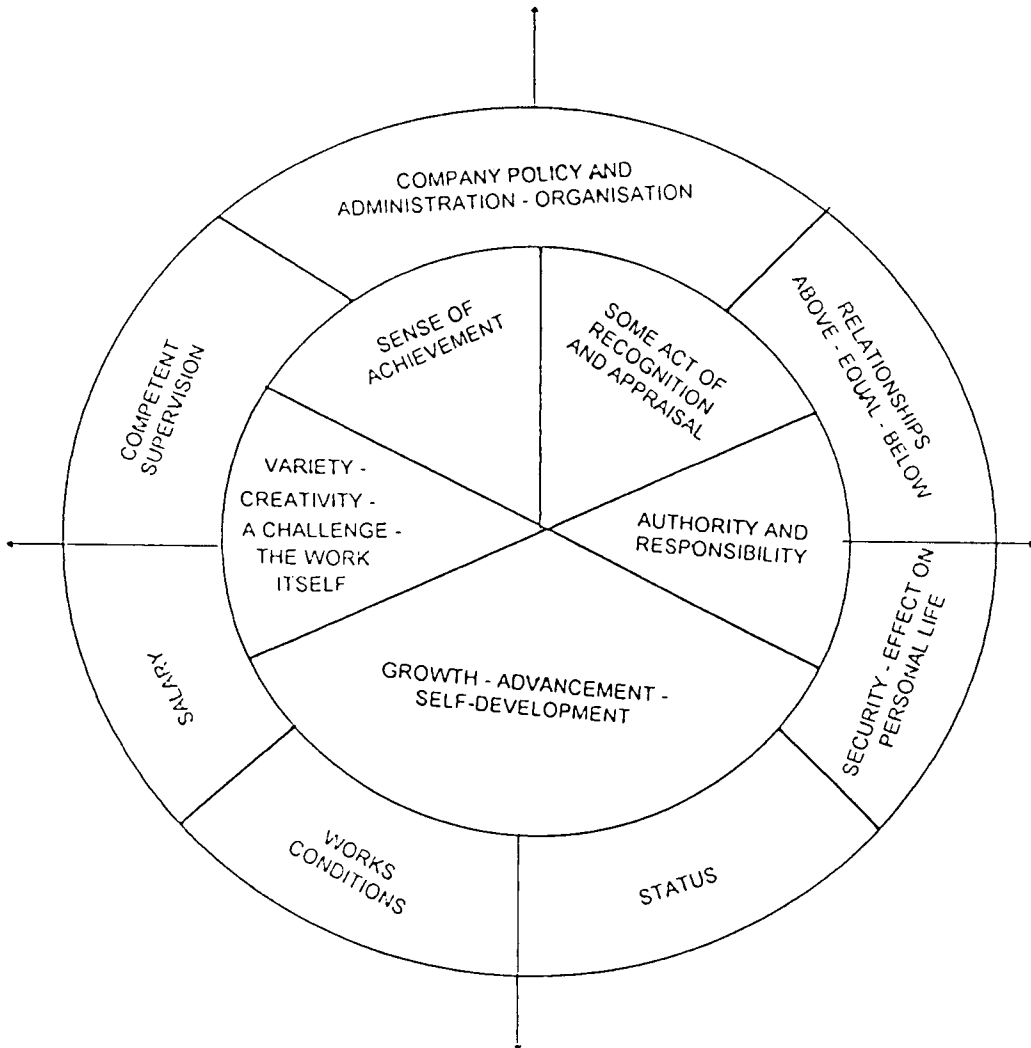 COMPANY POLICY AND
ADMINISTRATION - ORGANISATION
RELATIONSHIPS
ABOVE - EQUAL - BELOW
SECURITY - EFFECT ON
PERSONAL LIFE
STATUS
WORKS
CONDITIONS
SALARY
COMPETENT
SUPERVISION
SENSE OF
ACHIEVEMENT
SOME ACT OF
RECOGNITION
AND APPRAISAL
AUTHORITY AND
RESPONSIBILITY
GROWTH - ADVANCEMENT -
SELF-DEVELOPMENT
VARIETY -
CREATIVITY -
A CHALLENGE -
THE WORK
ITSELF